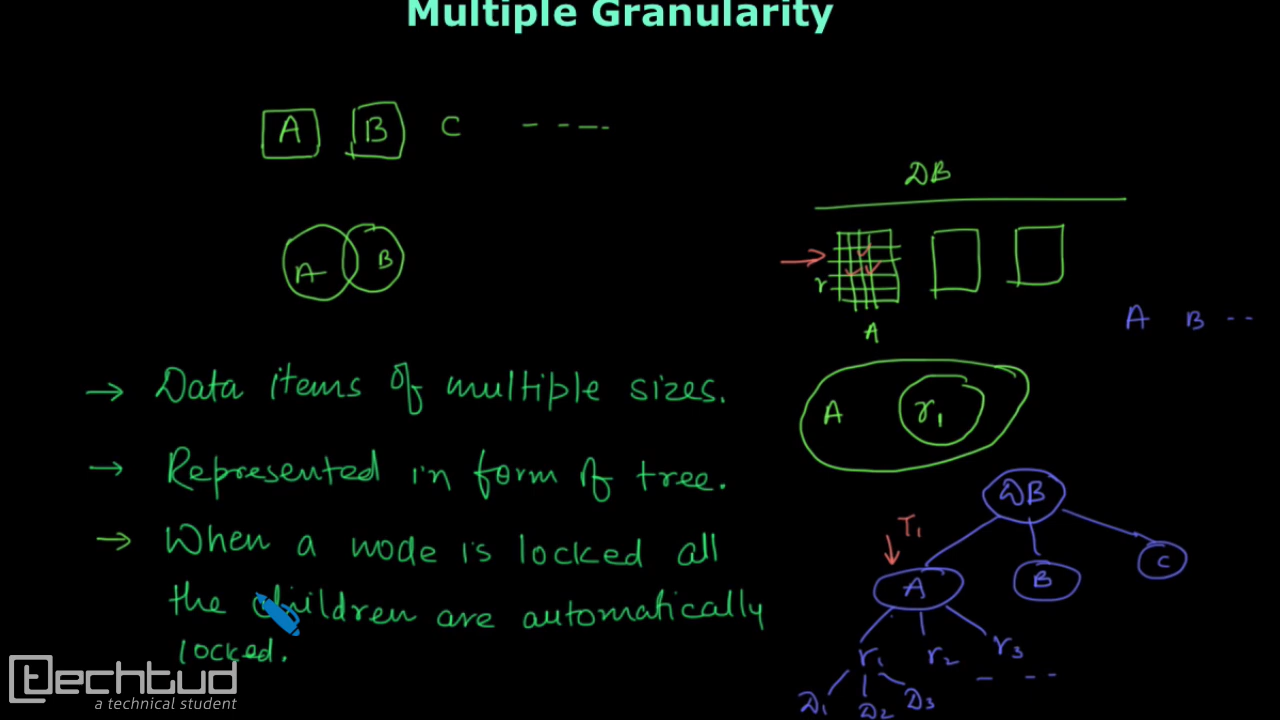 Multiple Granularity
A B C
A B
→ Data items of multiple sizes.
→ Represented in form of tree.
→ When a node is locked all
the children are automatically
locked.
DB
r
A
A B --
A r1
DB
T1
A B C
r1 r2 r3
D1 D2 D3
techtud
a technical student